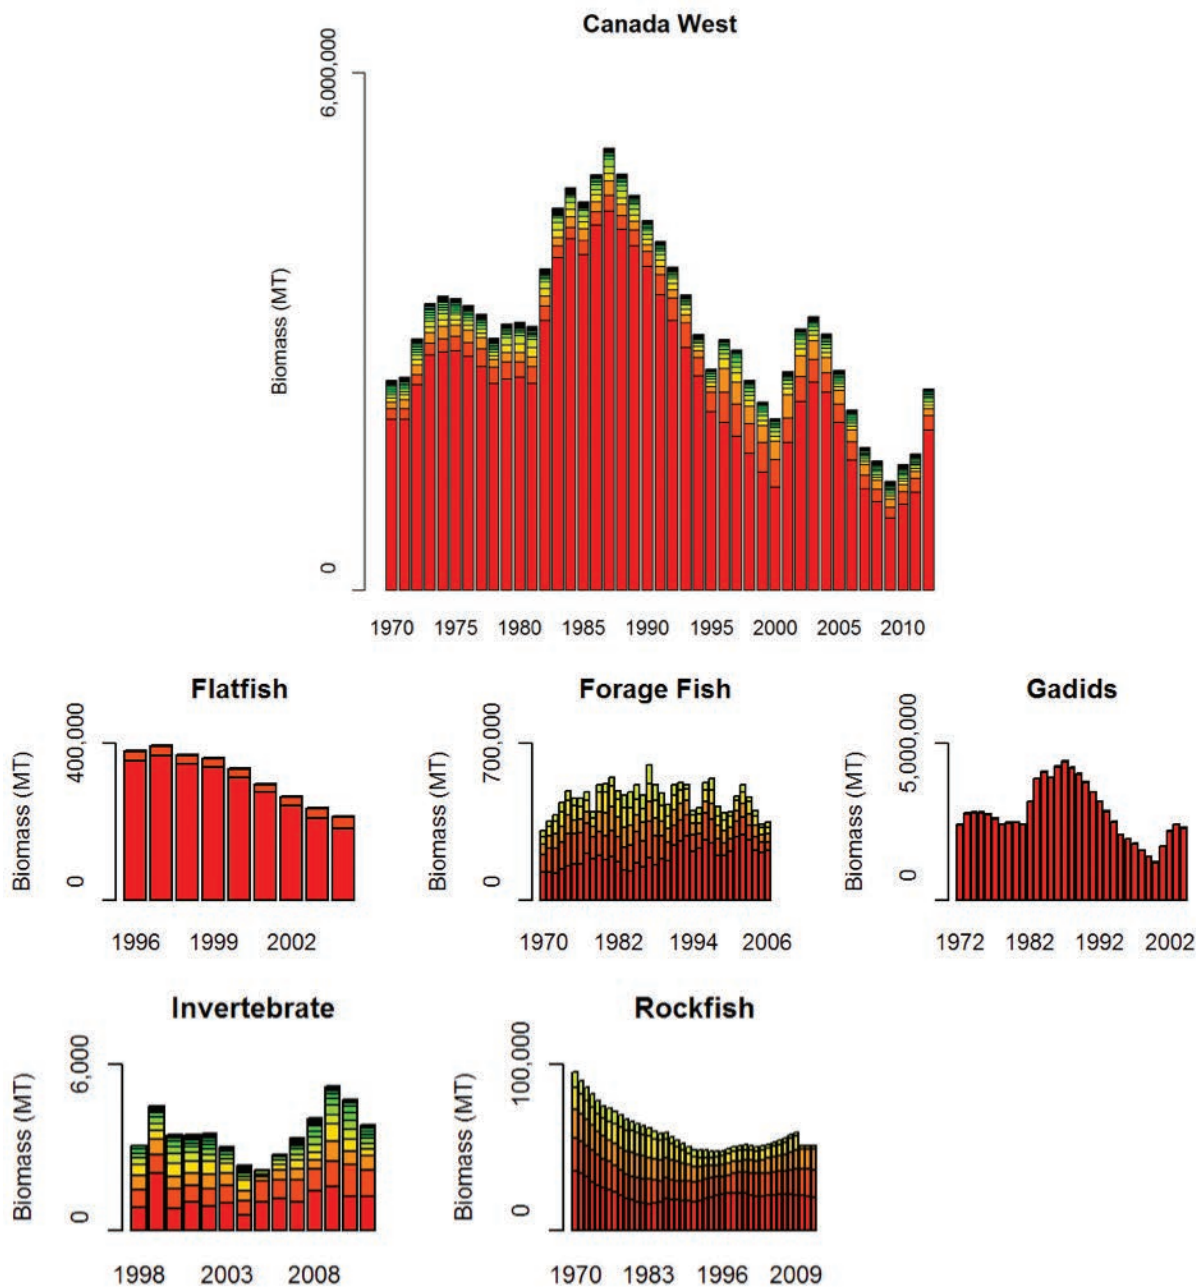 Canada West
6,000,000
Biomass (MT)
0
1970 1975 1980 1985 1990 1995 2000 2005 2010
Flatfish
400,000
Biomass (MT)
0
1996 1999 2002
Forage Fish
700,000
Biomass (MT)
0
1970 1982 1994 2006
Gadids
5,000,000
Biomass (MT)
0
1972 1982 1992 2002
Invertebrate
6,000
Biomass (MT)
0
1998 2003 2008
Rockfish
100,000
Biomass (MT)
0
1970 1983 1996 2009